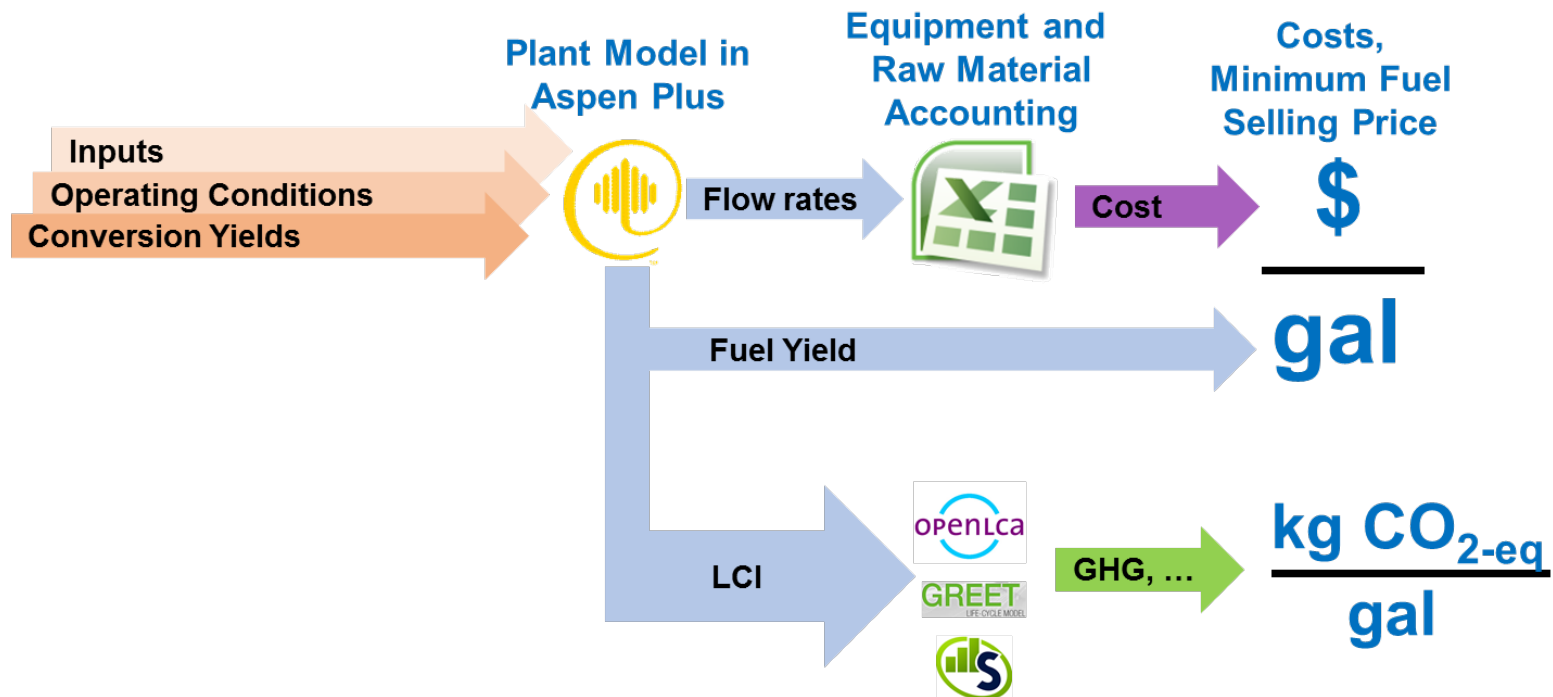 Plant Model in
Aspen Plus
Equipment and
Raw Material
Accounting
Costs,
Minimum Fuel
Selling Price
Inputs
Operating Conditions
Conversion Yields
Flow rates
X
Cost
$
gal
Fuel Yield
LCI
openLca
GREET
LIFE-CYCLE MODEL
S
GHG, ...
kg CO2-eq
gal